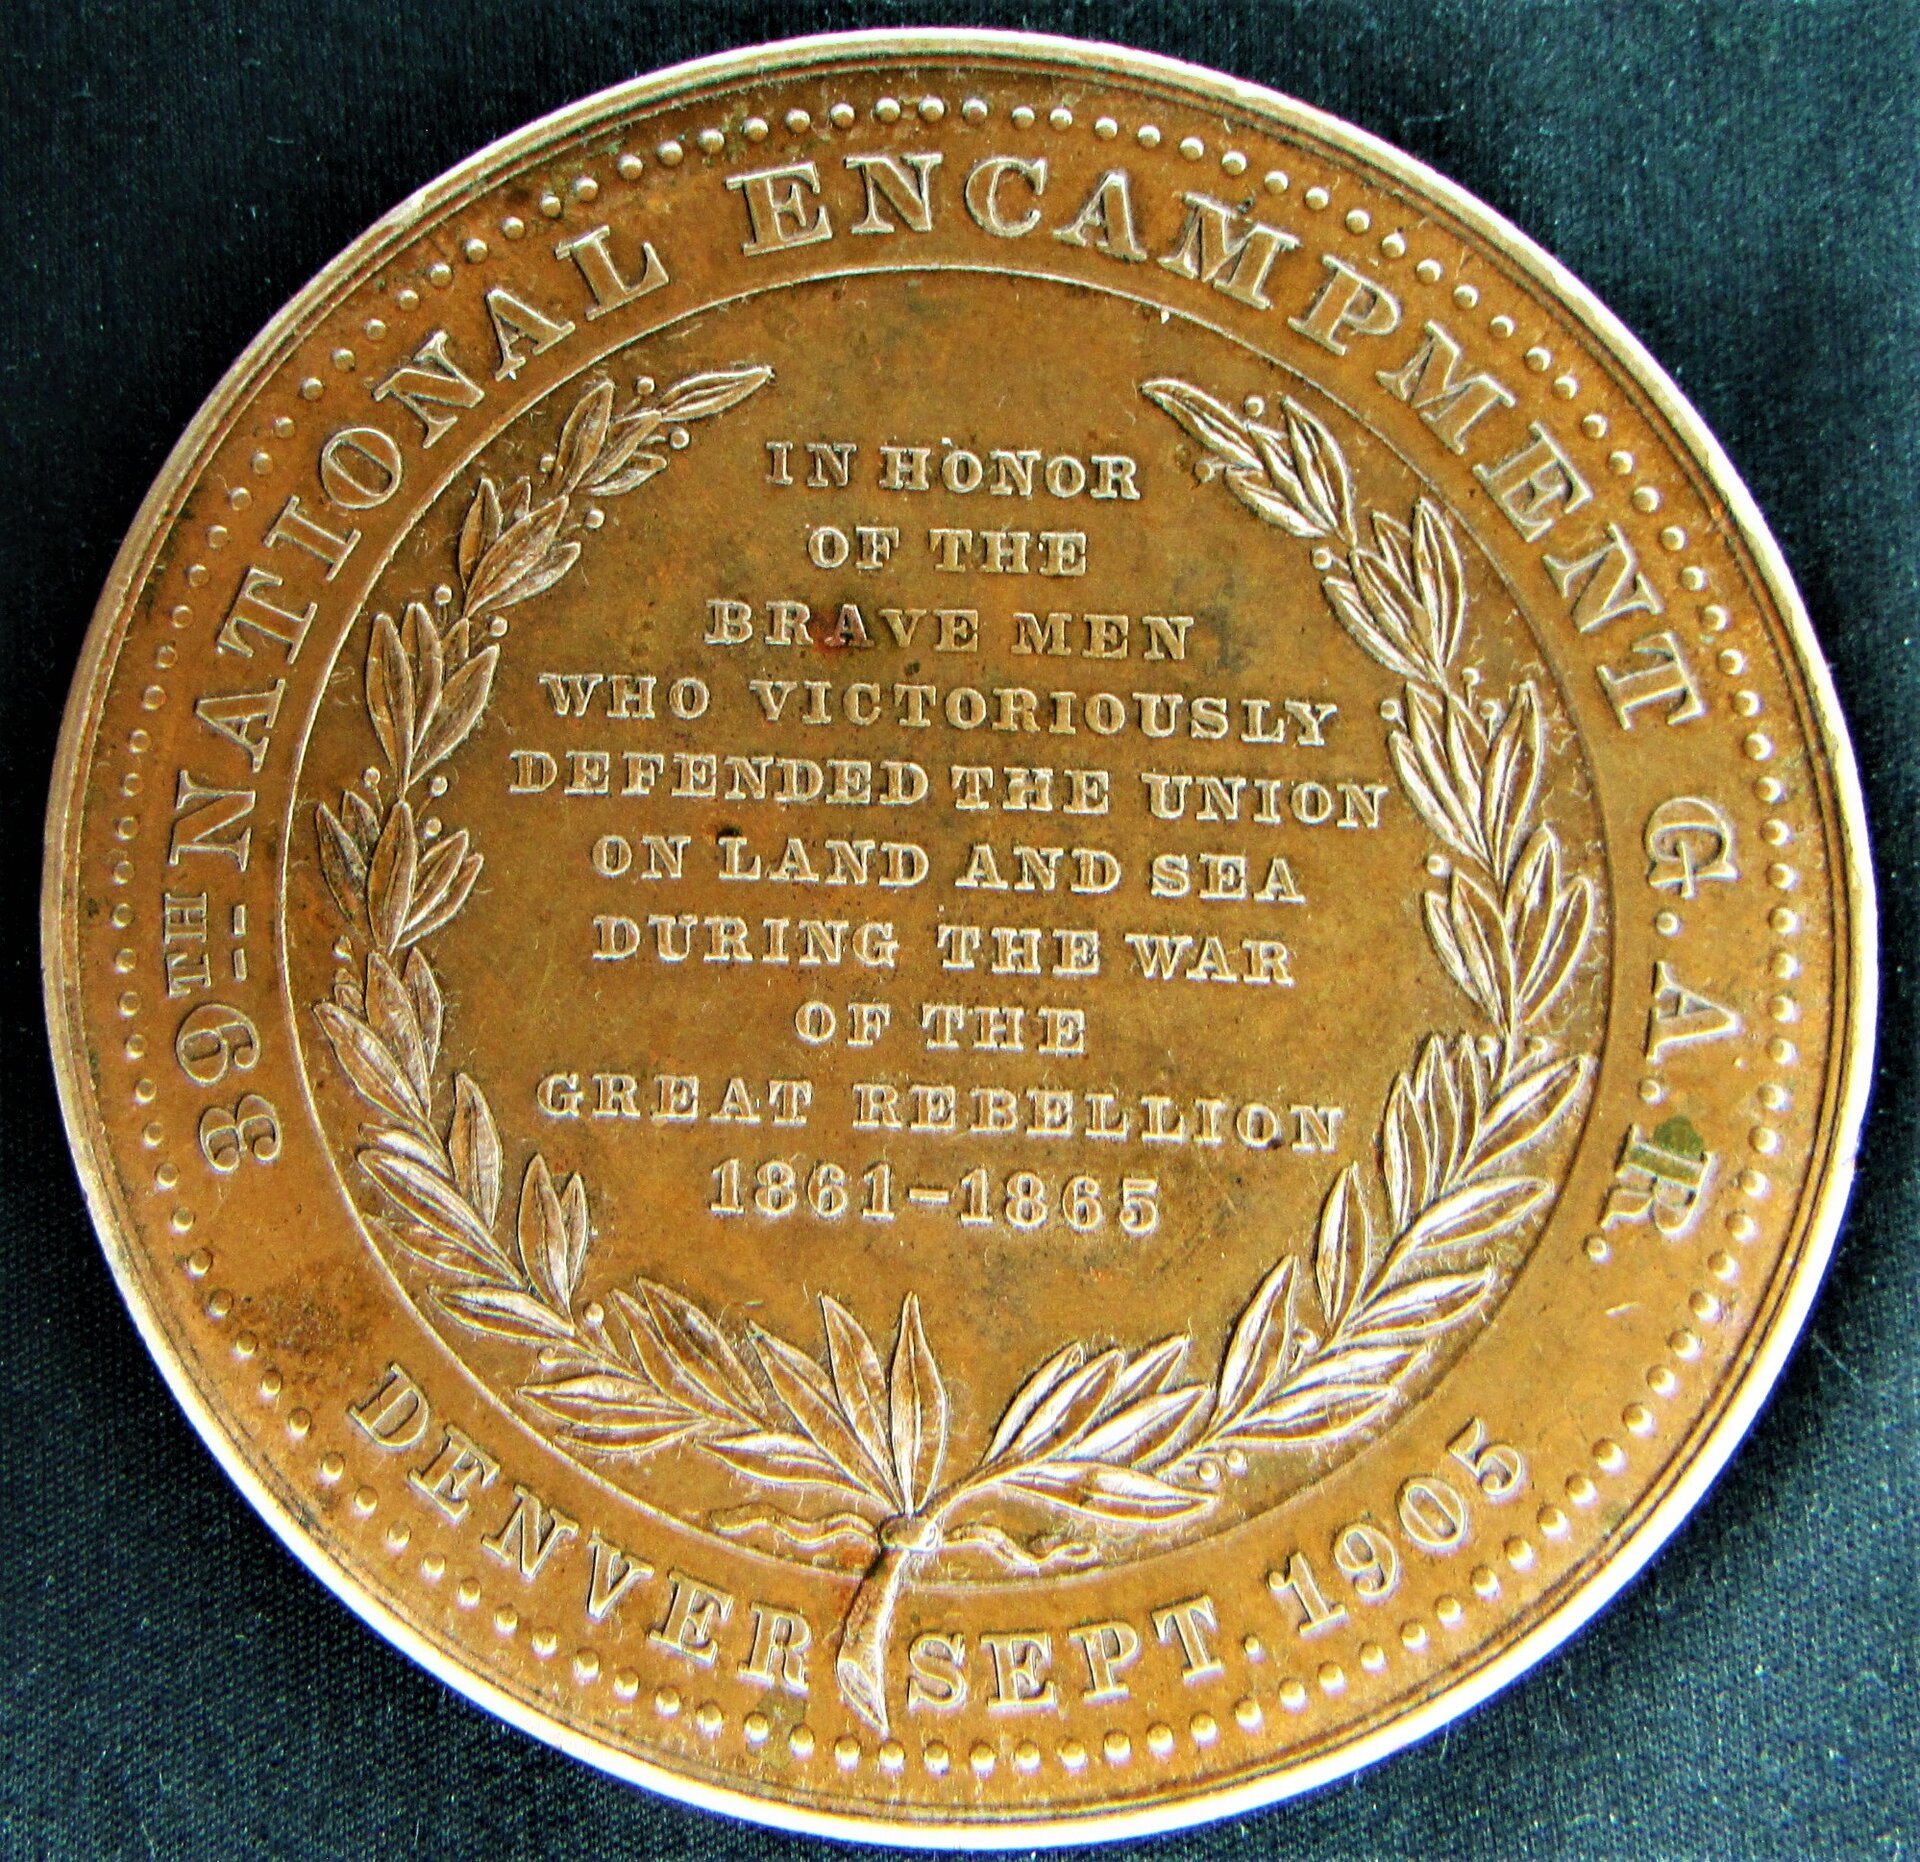 39TH NATIONAL ENCAMPMENT G.A.R.
IN HONOR
OF THE
BRAVE MEN
WHO VICTORIOUSLY
DEFENDED THE UNION
ON LAND AND SEA
DURING THE WAR
OF THE
GREAT REBELLION
1861-1865
DENVER SEPT. 1905